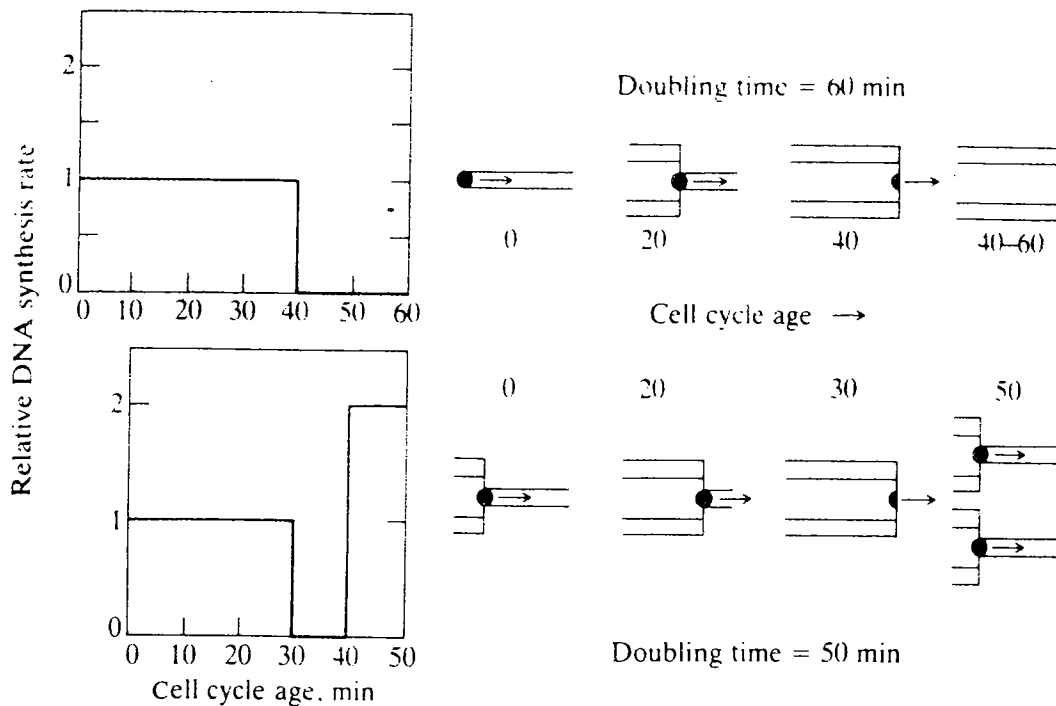 Relative DNA synthesis rate
2
1
0
0 10 20 30 40 50 60
Doubling time = 60 min
0 20 40 40–60
Cell cycle age →
2
1
0
0 10 20 30 40 50
Cell cycle age, min
0 20 30 50
Doubling time = 50 min